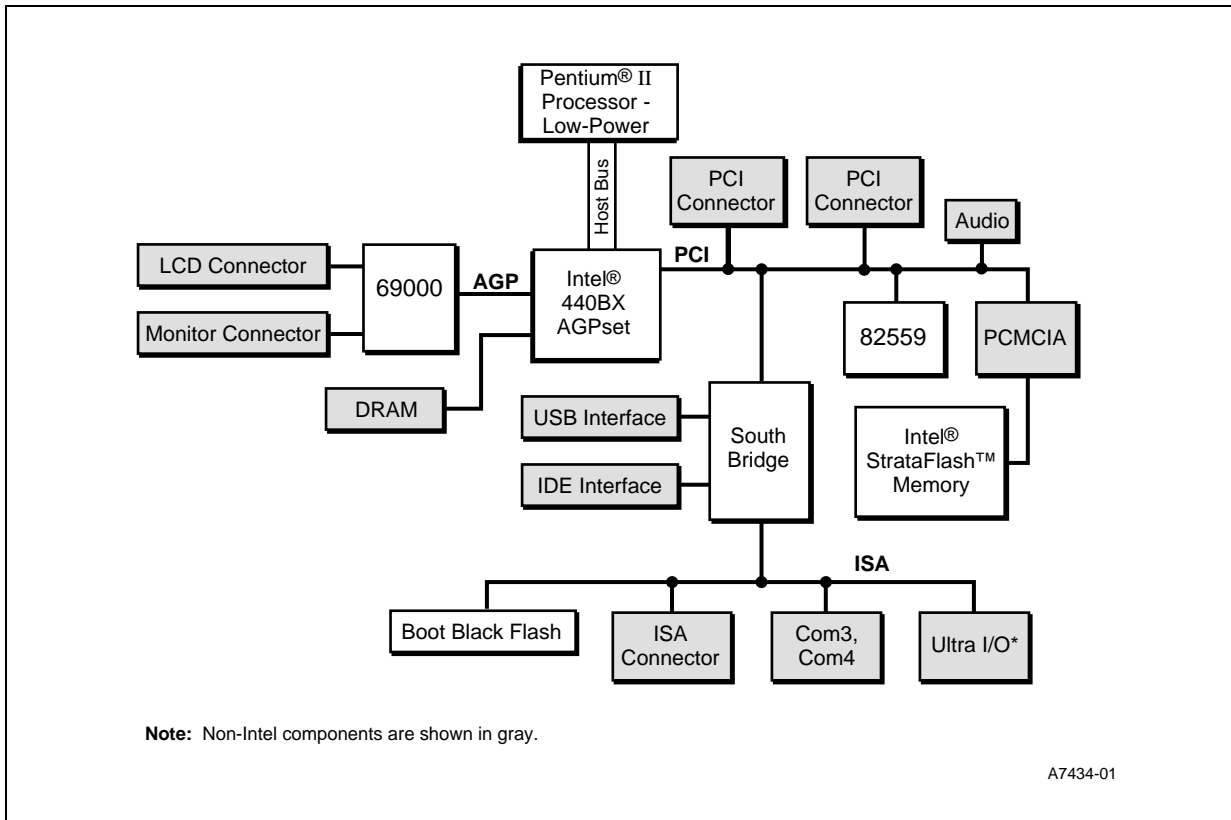 Pentium® II
Processor -
Low-Power
Host Bus
PCI
Connector
PCI
Connector
Audio
LCD Connector
69000
AGP
Intel®
440BX
AGPset
PCI
Monitor Connector
82559
PCMCIA
DRAM
USB Interface
South
Bridge
Intel®
StrataFlash™
Memory
IDE Interface
ISA
Boot Black Flash
ISA
Connector
Com3,
Com4
Ultra I/O*
Note: Non-Intel components are shown in gray.
A7434-01